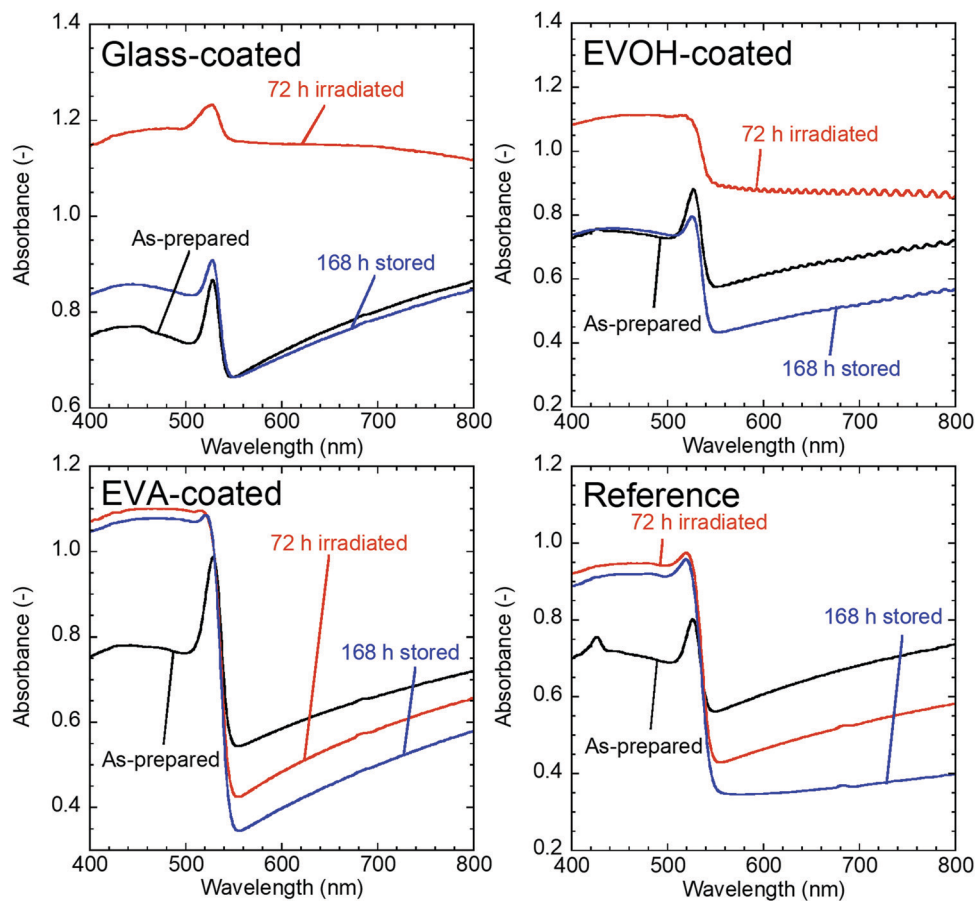 Glass-coated
72 h irradiated
As-prepared
168 h stored
1.4
1.2
1.0
0.8
0.6
Absorbance (-)
400 500 600 700 800
Wavelength (nm)
EVOH-coated
72 h irradiated
As-prepared
168 h stored
1.4
1.2
1.0
0.8
0.6
0.4
0.2
Absorbance (-)
400 500 600 700 800
Wavelength (nm)
EVA-coated
72 h irradiated
168 h stored
As-prepared
1.2
1.0
0.8
0.6
0.4
Absorbance (-)
400 500 600 700 800
Wavelength (nm)
Reference
72 h irradiated
168 h stored
As-prepared
1.2
1.0
0.8
0.6
0.4
0.2
Absorbance (-)
400 500 600 700 800
Wavelength (nm)